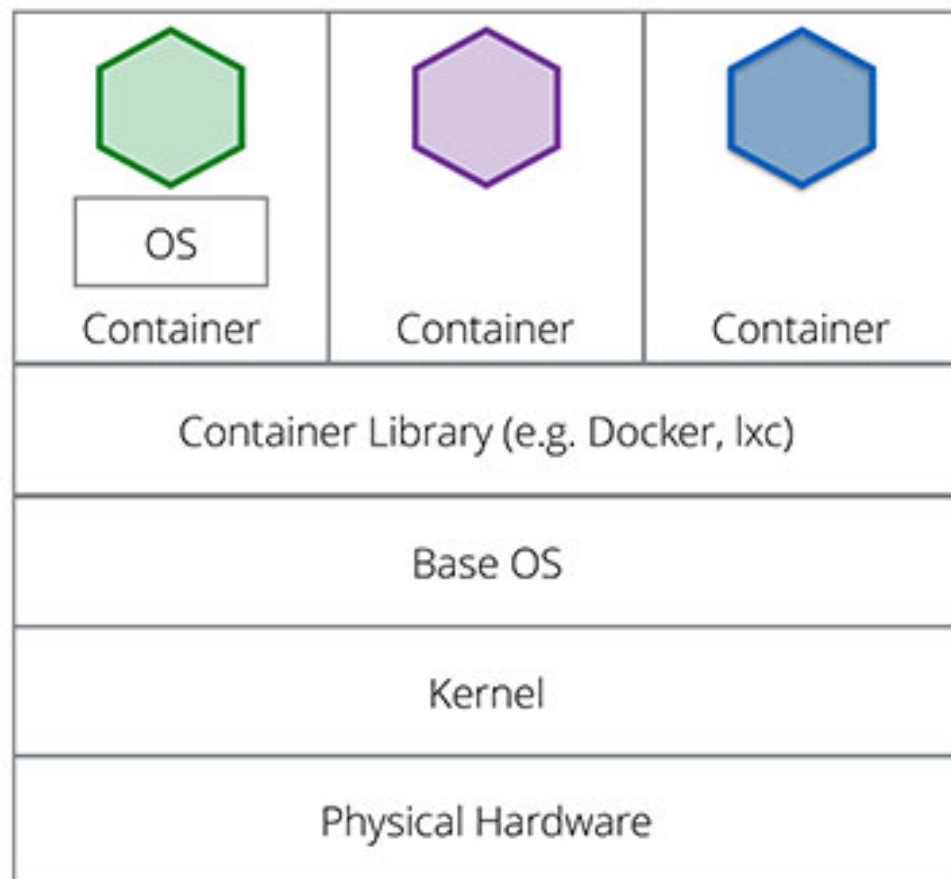 OS
Container
Container
Container
Container Library (e.g. Docker, lxc)
Base OS
Kernel
Physical Hardware